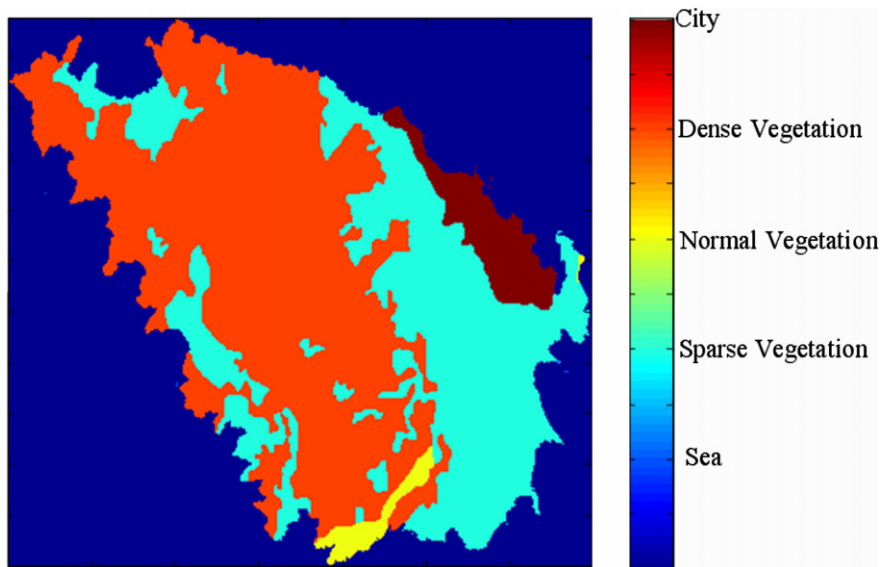 City
Dense Vegetation
Normal Vegetation
Sparse Vegetation
Sea